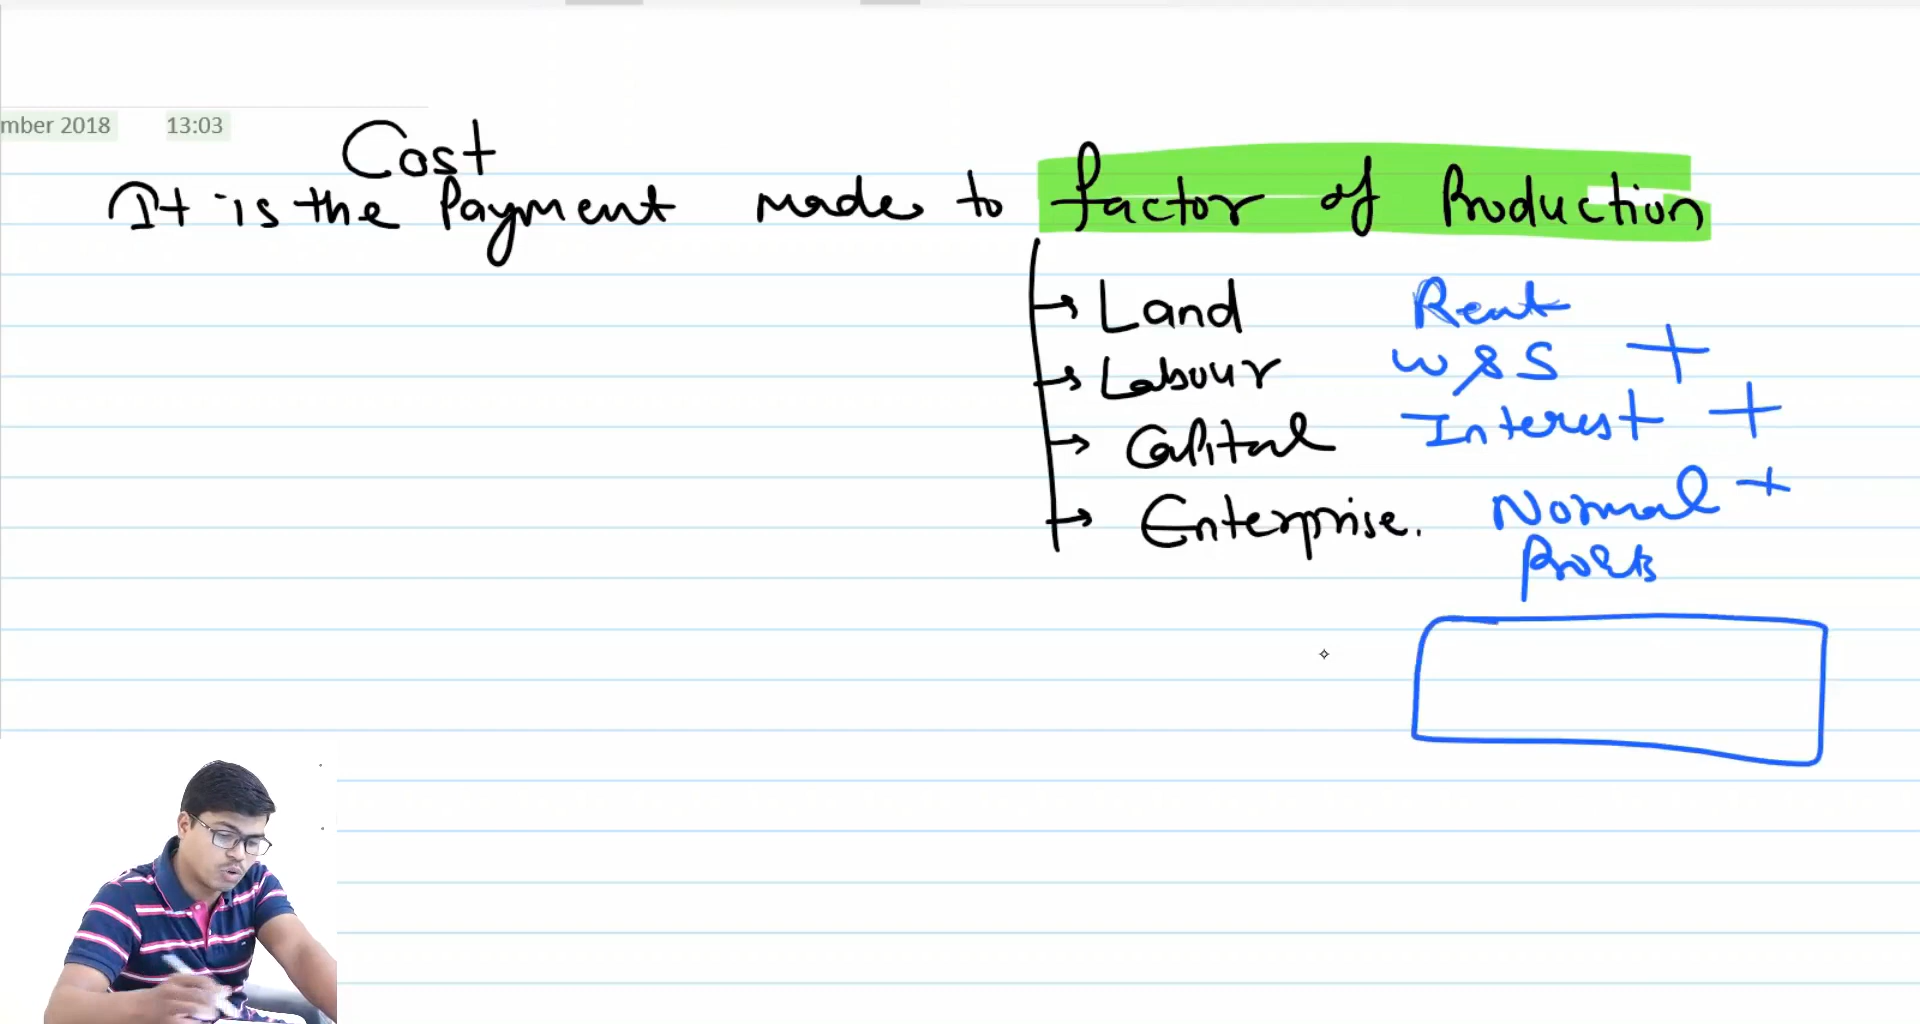 mber 2018 13:03
Cost
It is the Payment made to factor of Production
Land Rent
Labour W & S +
Capital Interest +
Enterprise. Normal +
Profits